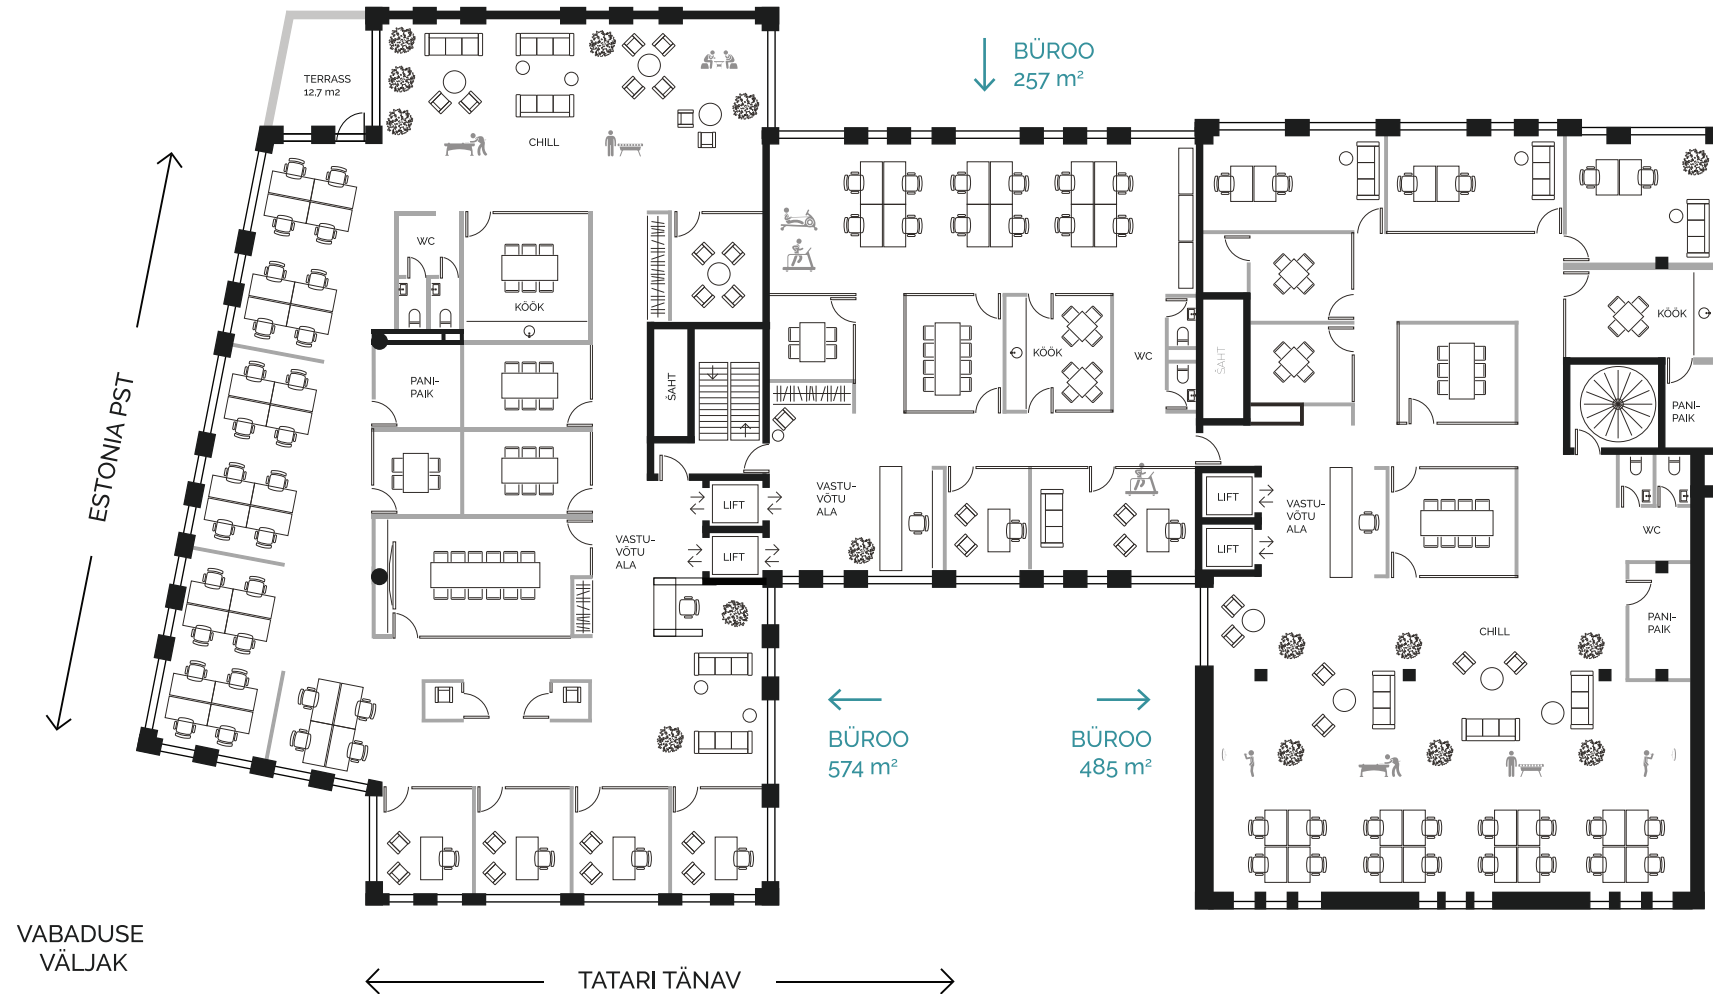 TERRASS
12,7 m2
CHILL
BÜROO
257 m²
WC
KÖÖK
PANI-
PAIK
ŠAHT
LIFT
LIFT
VASTU-
VÕTU
ALA
KÖÖK
WC
VASTU-
VÕTU
ALA
ŠAHT
KÖÖK
PANI-
PAIK
LIFT
LIFT
VASTU-
VÕTU
ALA
WC
PANI-
PAIK
CHILL
BÜROO
574 m²
BÜROO
485 m²
ESTONIA PST
VABADUSE
VÄLJAK
TATARI TÄNAV